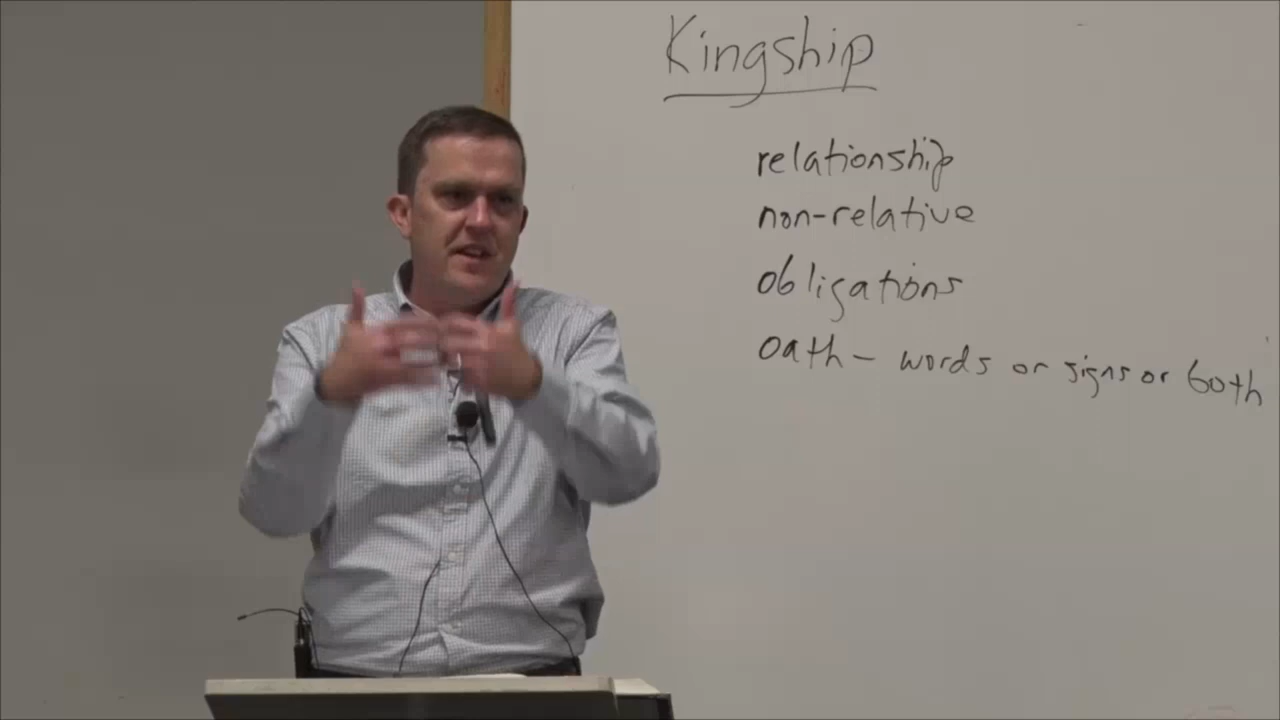 Kingship
relationship
non-relative
obligations
oath - words or signs or both